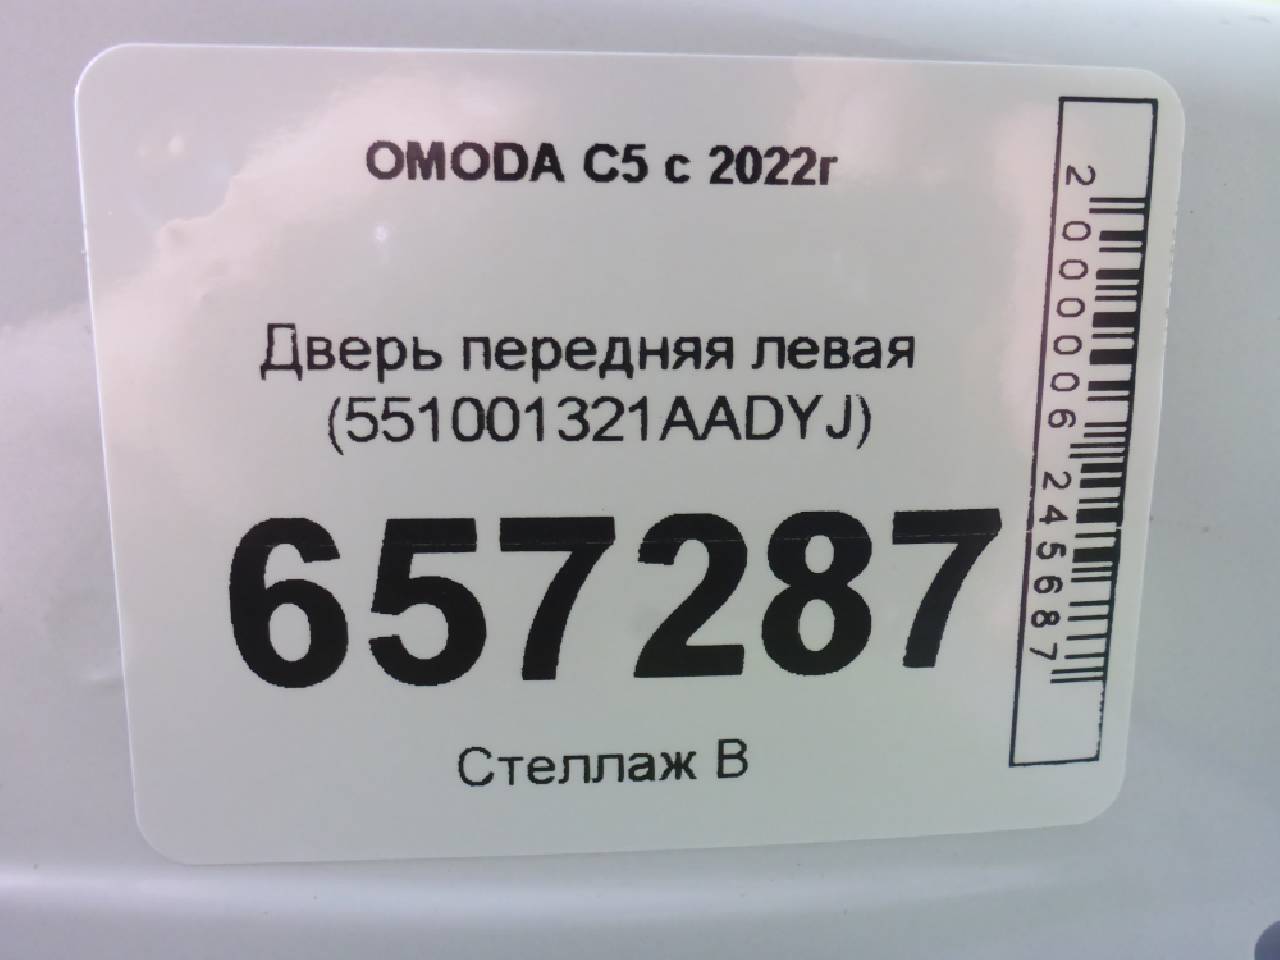 OMODA C5 с 2022г
Дверь передняя левая
(551001321AADYJ)
657287
Стеллаж В
2000006245687